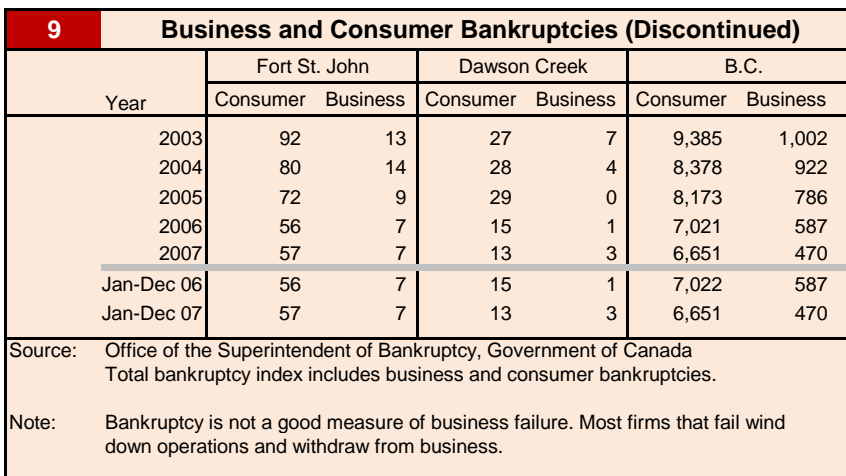 9 Business and Consumer Bankruptcies (Discontinued)
Fort St. John Dawson Creek B.C.
Year Consumer Business Consumer Business Consumer Business
2003 92 13 27 7 9,385 1,002
2004 80 14 28 4 8,378 922
2005 72 9 29 0 8,173 786
2006 56 7 15 1 7,021 587
2007 57 7 13 3 6,651 470
Jan-Dec 06 56 7 15 1 7,022 587
Jan-Dec 07 57 7 13 3 6,651 470
Source: Office of the Superintendent of Bankruptcy, Government of Canada
Total bankruptcy index includes business and consumer bankruptcies.
Note: Bankruptcy is not a good measure of business failure. Most firms that fail wind
down operations and withdraw from business.